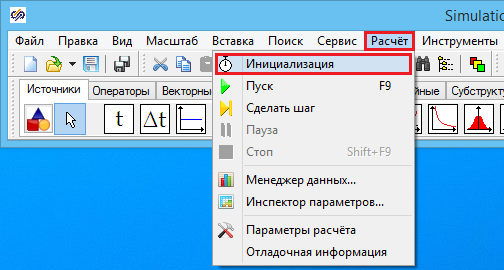 Simulatio
Файл Правка Вид Масштаб Вставка Поиск Сервис Расчёт Инструменты
Инициализация
Источники Операторы Векторны
Пуск F9
Сделать шаг
t Δt
Пауза
Стоп Shift+F9
Менеджер данных...
Инспектор параметров...
Параметры расчёта
Отладочная информация
ные Субструкту